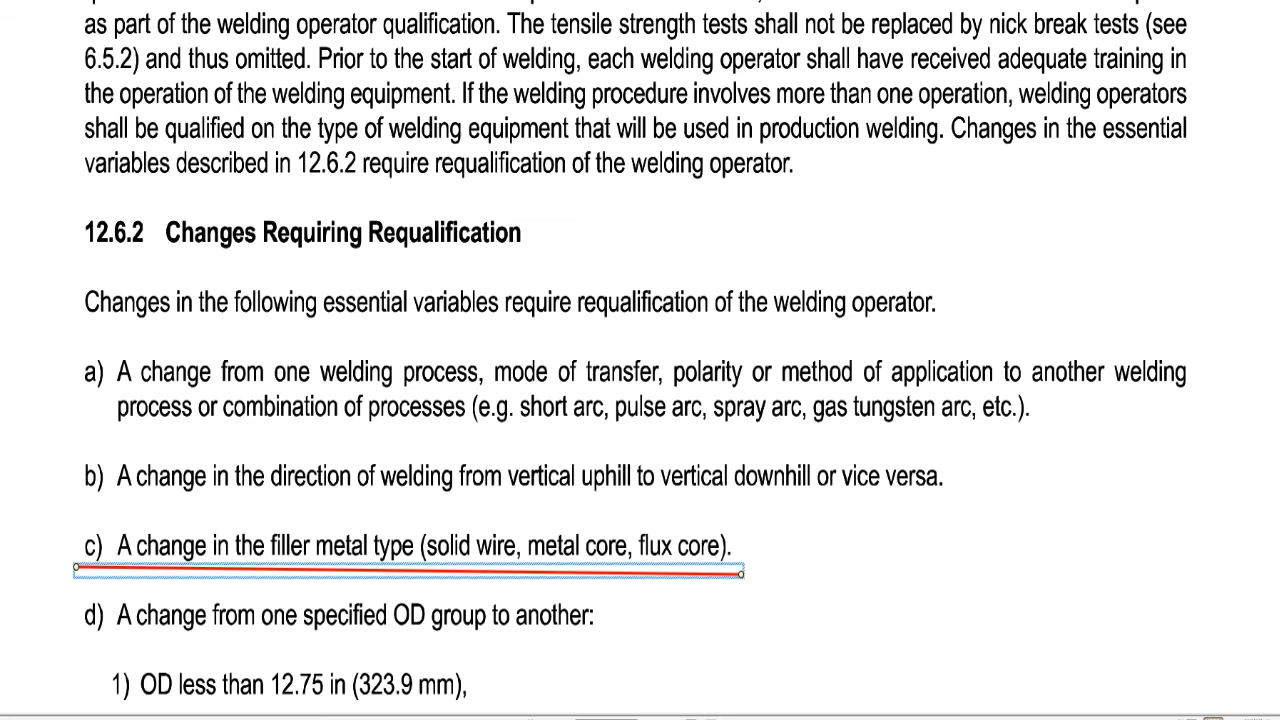 as part of the welding operator qualification. The tensile strength tests shall not be replaced by nick break tests (see
6.5.2) and thus omitted. Prior to the start of welding, each welding operator shall have received adequate training in
the operation of the welding equipment. If the welding procedure involves more than one operation, welding operators
shall be qualified on the type of welding equipment that will be used in production welding. Changes in the essential
variables described in 12.6.2 require requalification of the welding operator.
12.6.2 Changes Requiring Requalification
Changes in the following essential variables require requalification of the welding operator.
a) A change from one welding process, mode of transfer, polarity or method of application to another welding
process or combination of processes (e.g. short arc, pulse arc, spray arc, gas tungsten arc, etc.).
b) A change in the direction of welding from vertical uphill to vertical downhill or vice versa.
c) A change in the filler metal type (solid wire, metal core, flux core).
d) A change from one specified OD group to another:
1) OD less than 12.75 in (323.9 mm),